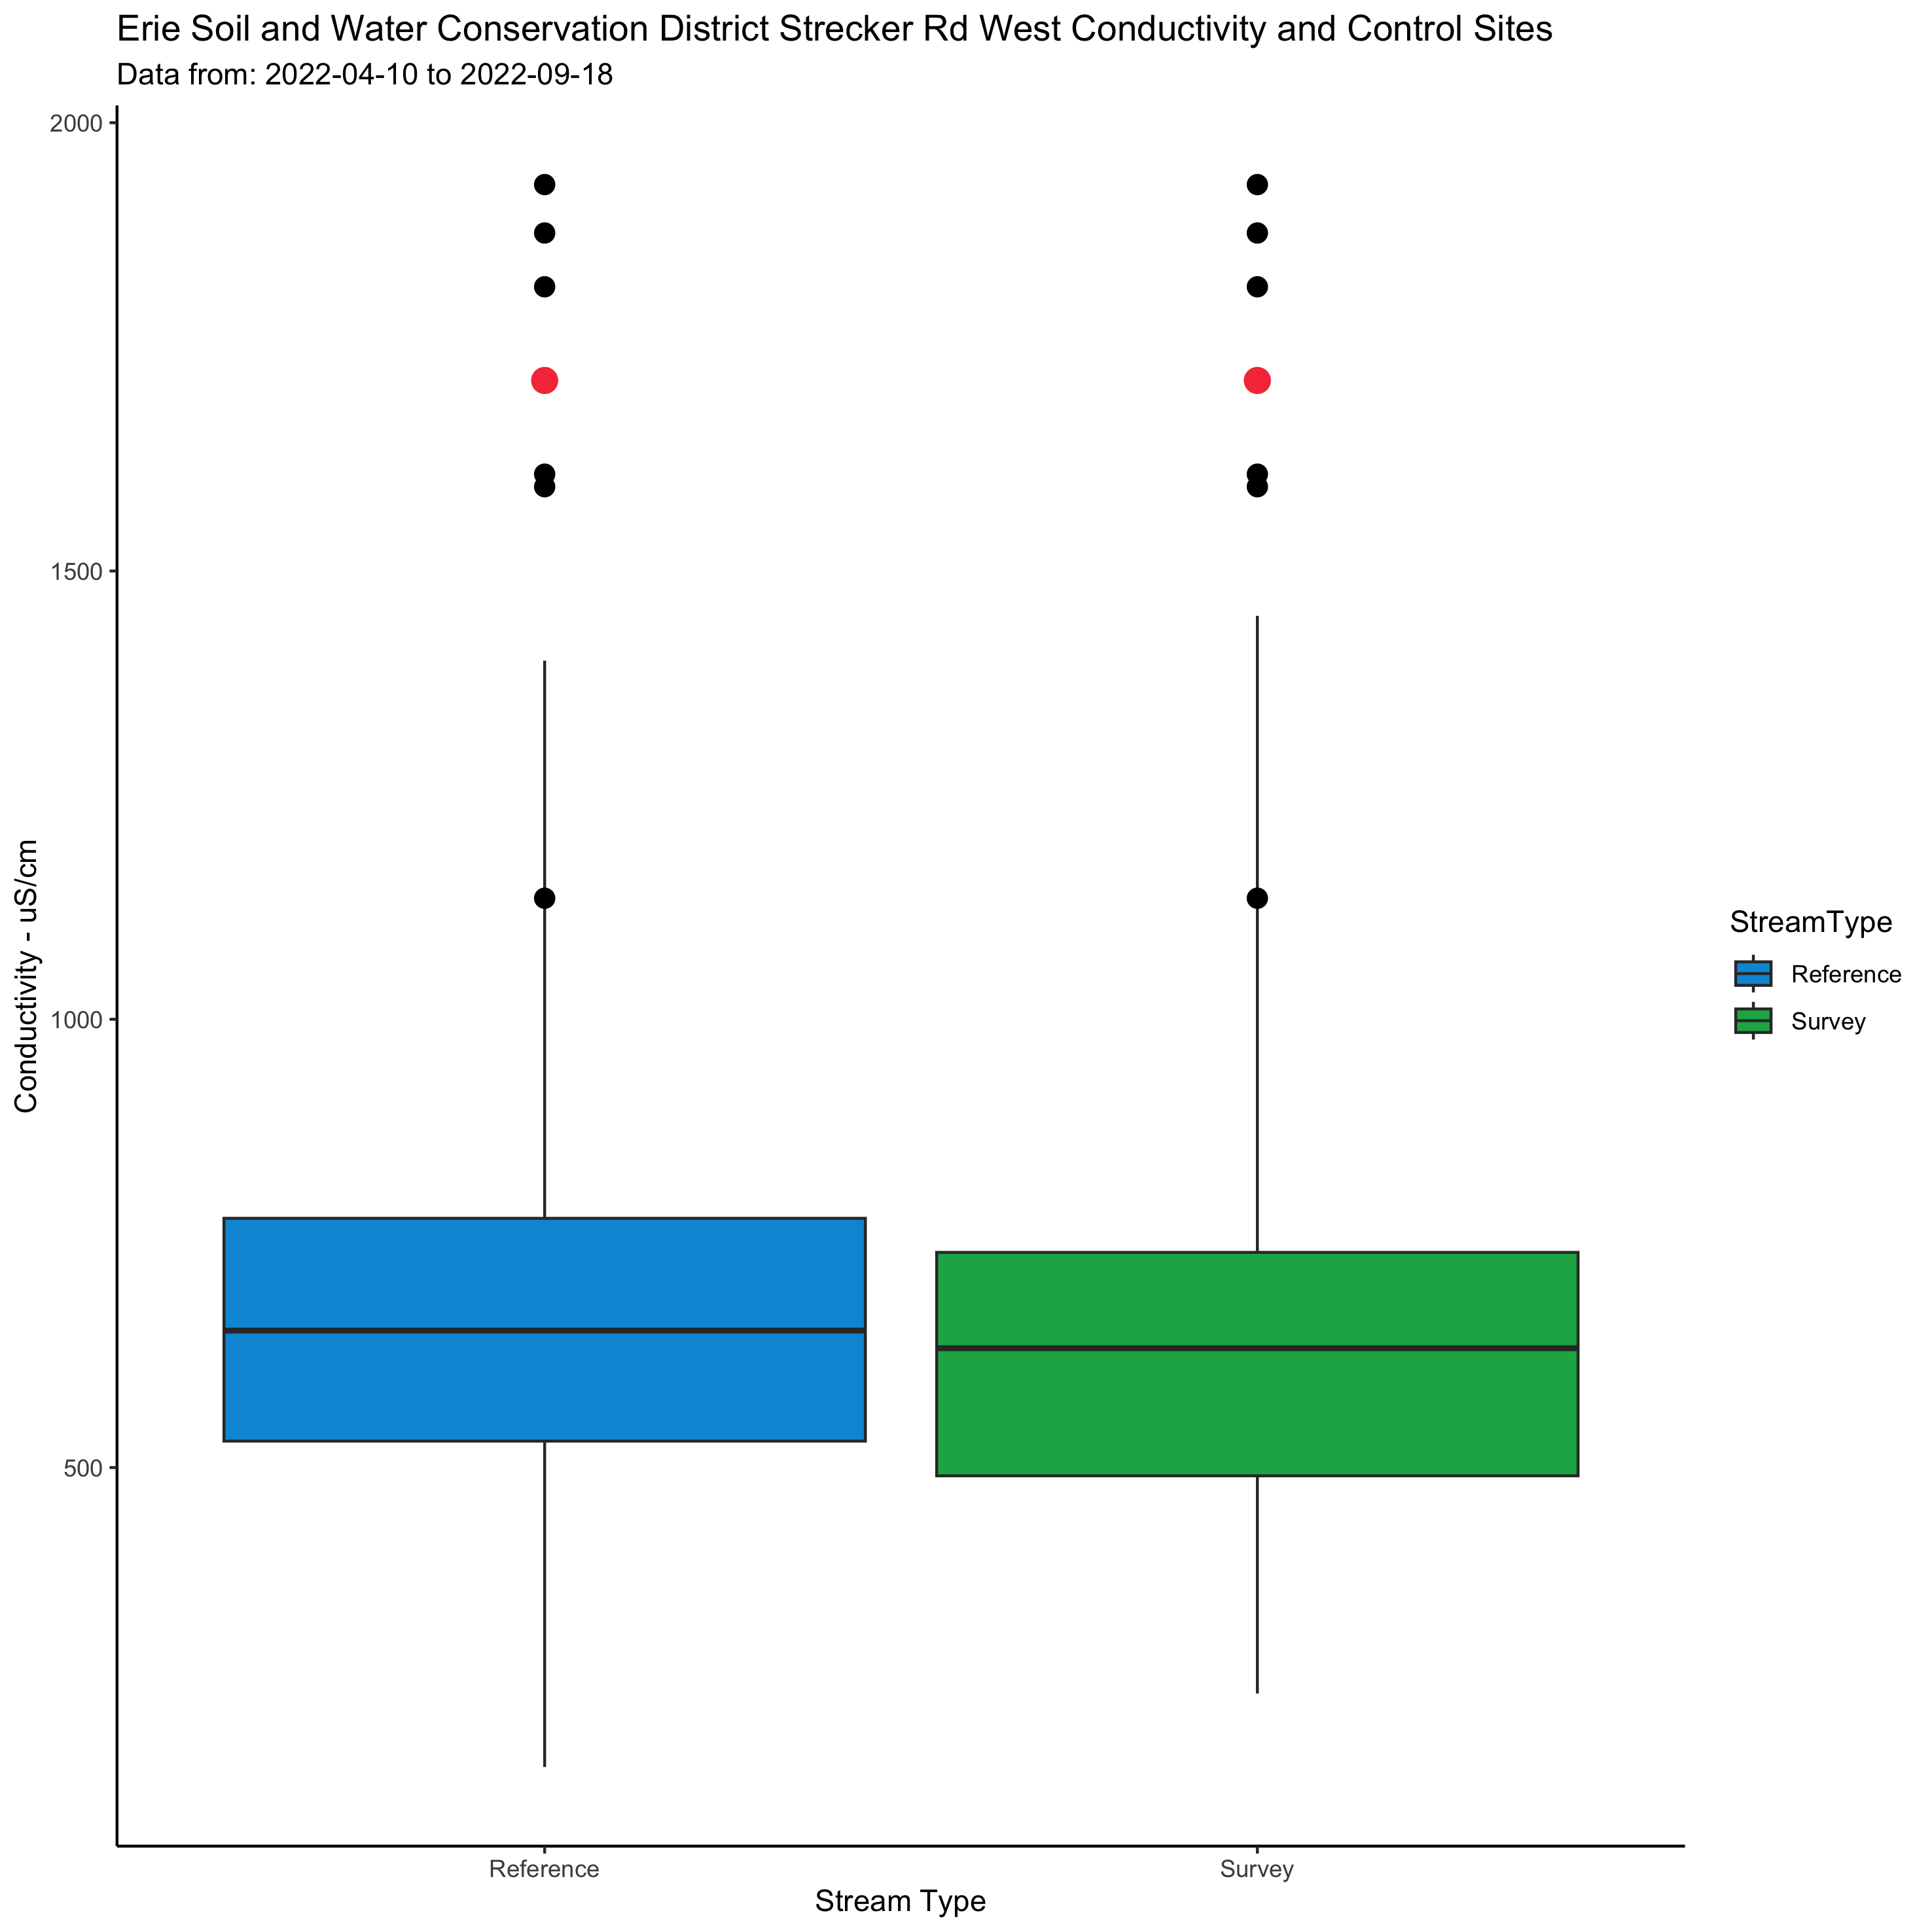 Erie Soil and Water Conservation District Strecker Rd West Conductivity and Control Sites
Data from: 2022-04-10 to 2022-09-18
2000
1500
1000
500
Conductivity - uS/cm
Reference
Survey
Stream Type
StreamType
Reference
Survey